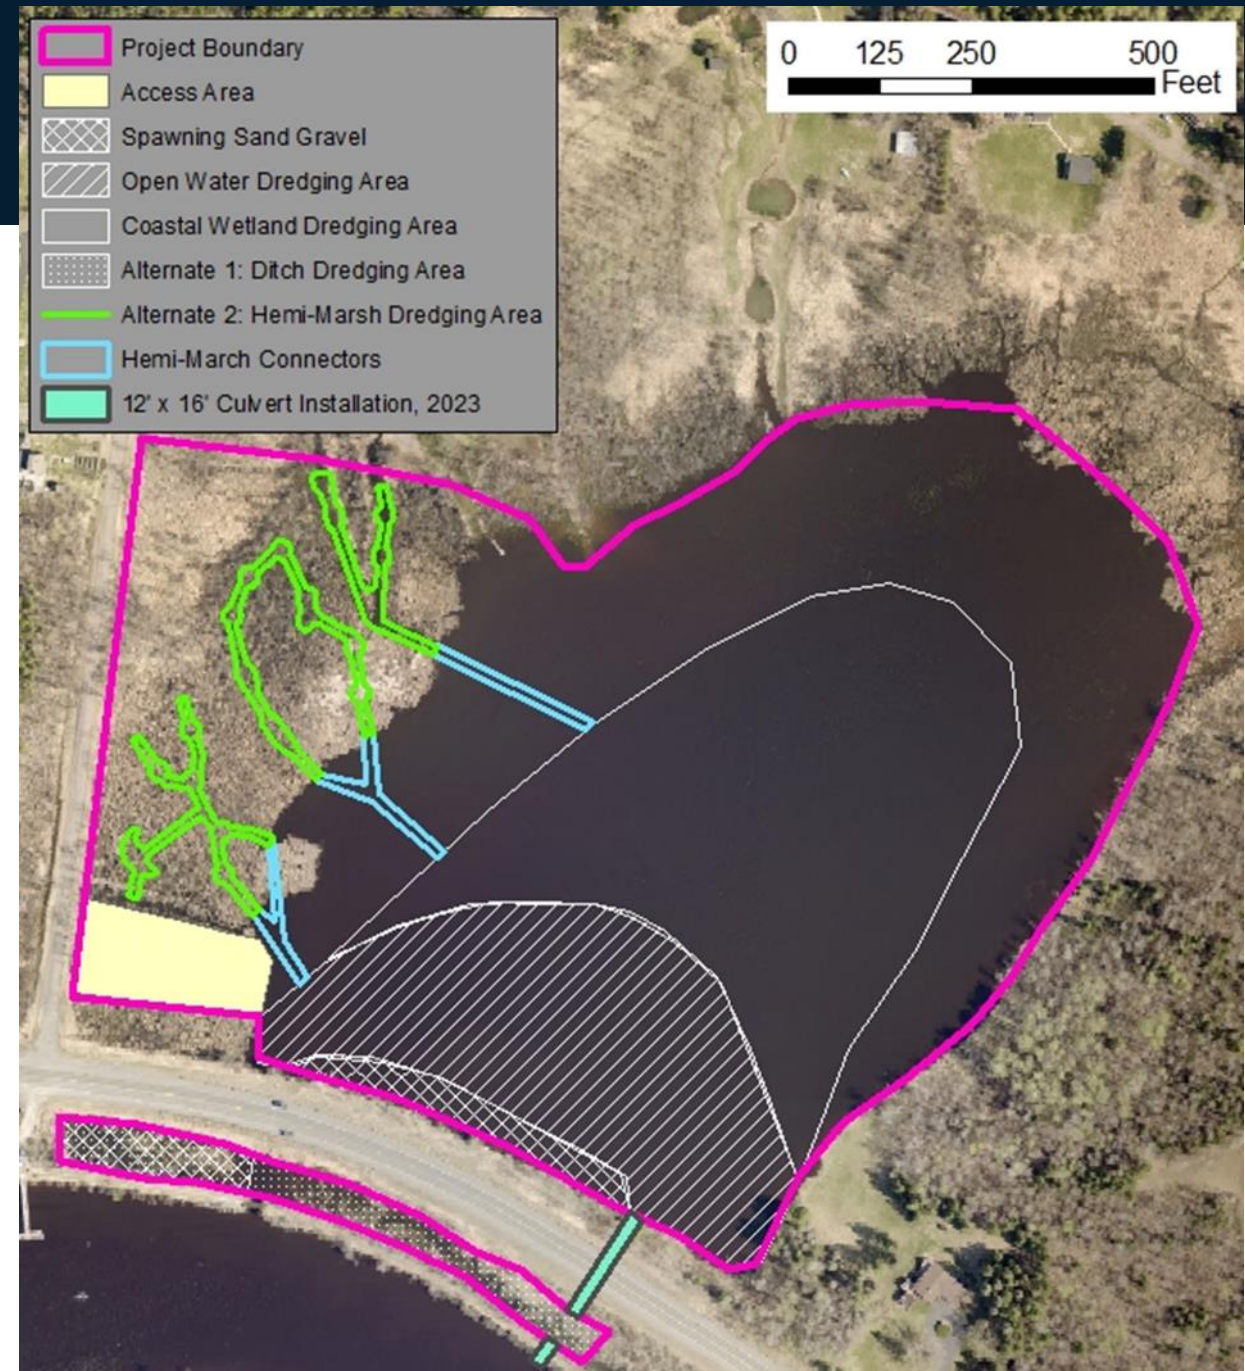 Project Boundary
Access Area
Spawning Sand Gravel
Open Water Dredging Area
Coastal Wetland Dredging Area
Alternate 1: Ditch Dredging Area
Alternate 2: Hemi-Marsh Dredging Area
Hemi-March Connectors
12' x 16' Culvert Installation, 2023
0 125 250 500
Feet